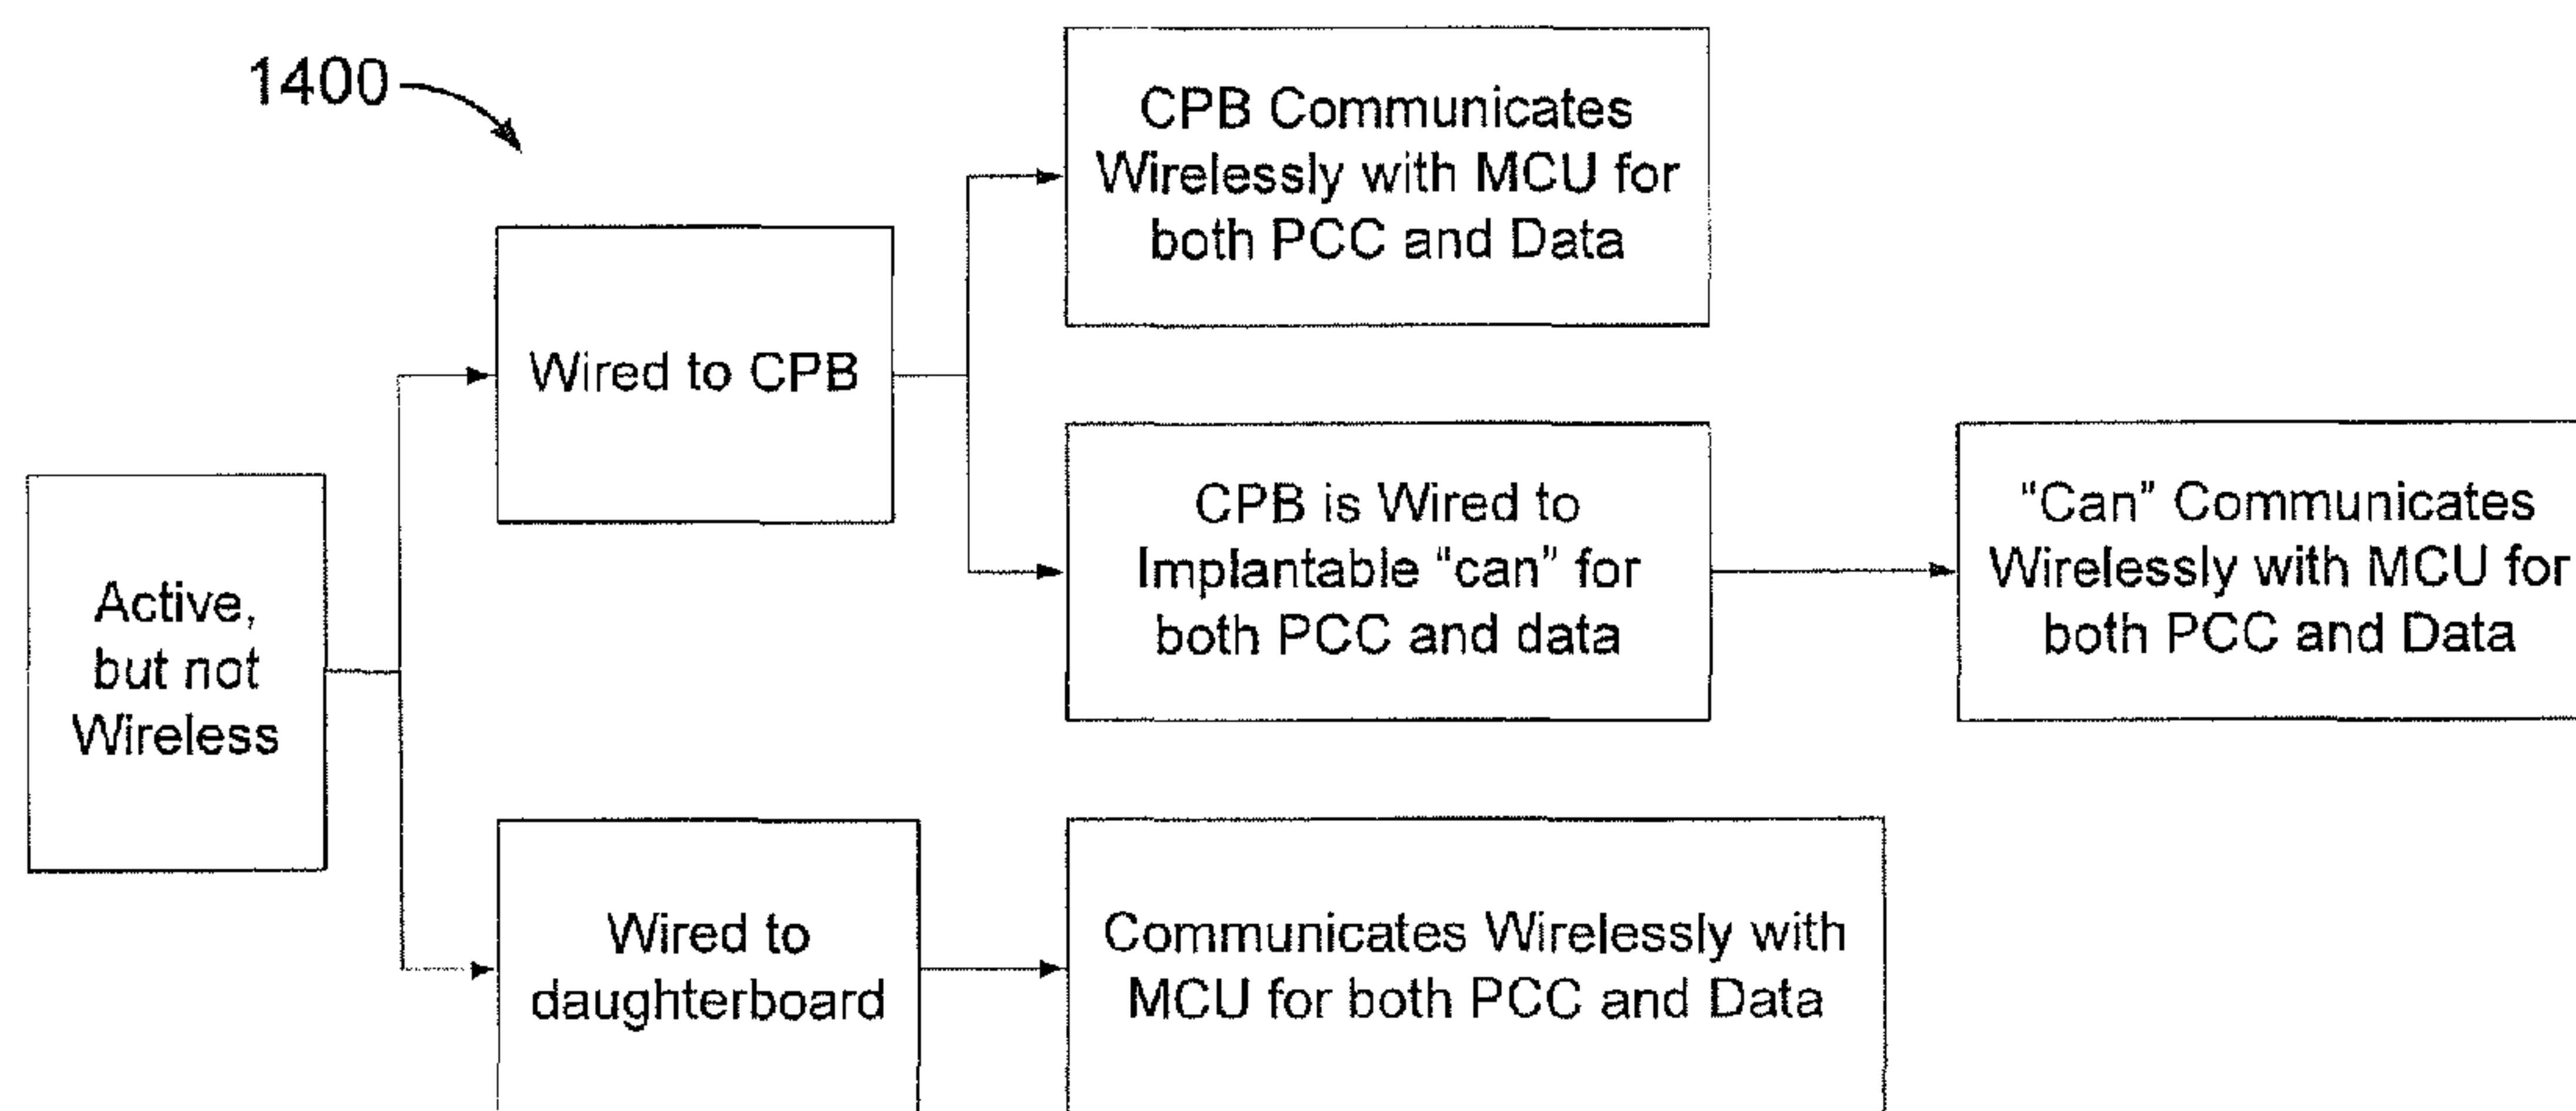 1400
CPB Communicates
Wirelessly with MCU for
both PCC and Data
Wired to CPB
CPB is Wired to
Implantable “can” for
both PCC and data
“Can” Communicates
Wirelessly with MCU for
both PCC and Data
Active,
but not
Wireless
Wired to
daughterboard
Communicates Wirelessly with
MCU for both PCC and Data